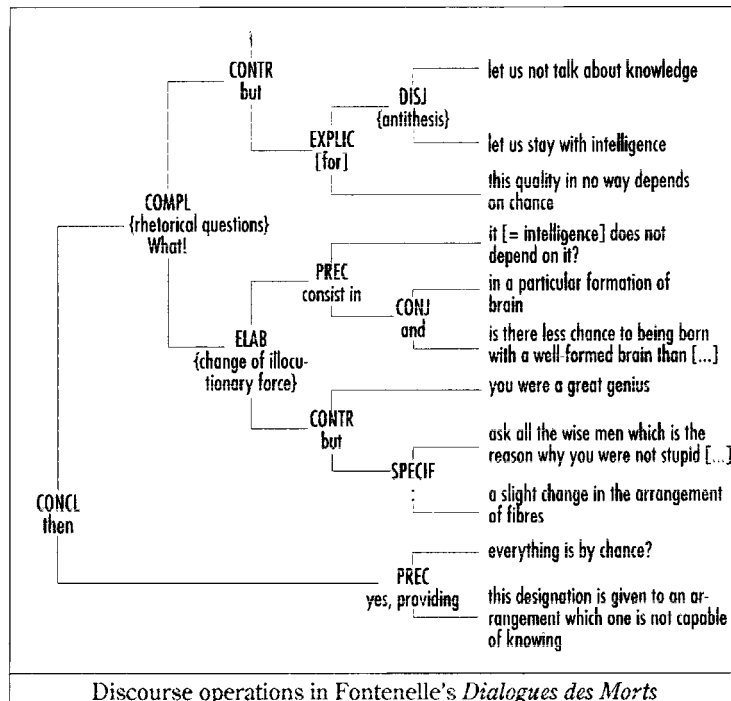 CONTR
but
DISJ
{antithesis}
let us not talk about knowledge
let us stay with intelligence
EXPLIC
[for]
this quality in no way depends
on chance
COMPL
{rhetorical questions}
What!
it [= intelligence] does not
depend on it?
PREC
consist in
in a particular formation of
brain
CONJ
and
is there less chance to being born
with a well-formed brain than [...]
ELAB
{change of illocu-
tionary force}
you were a great genius
CONTR
but
ask all the wise men which is the
reason why you were not stupid [...]
SPECIF
:
a slight change in the arrangement
of fibres
CONCL
then
everything is by chance?
PREC
yes, providing
this designation is given to an ar-
rangement which one is not capable
of knowing
Discourse operations in Fontenelle's Dialogues des Morts